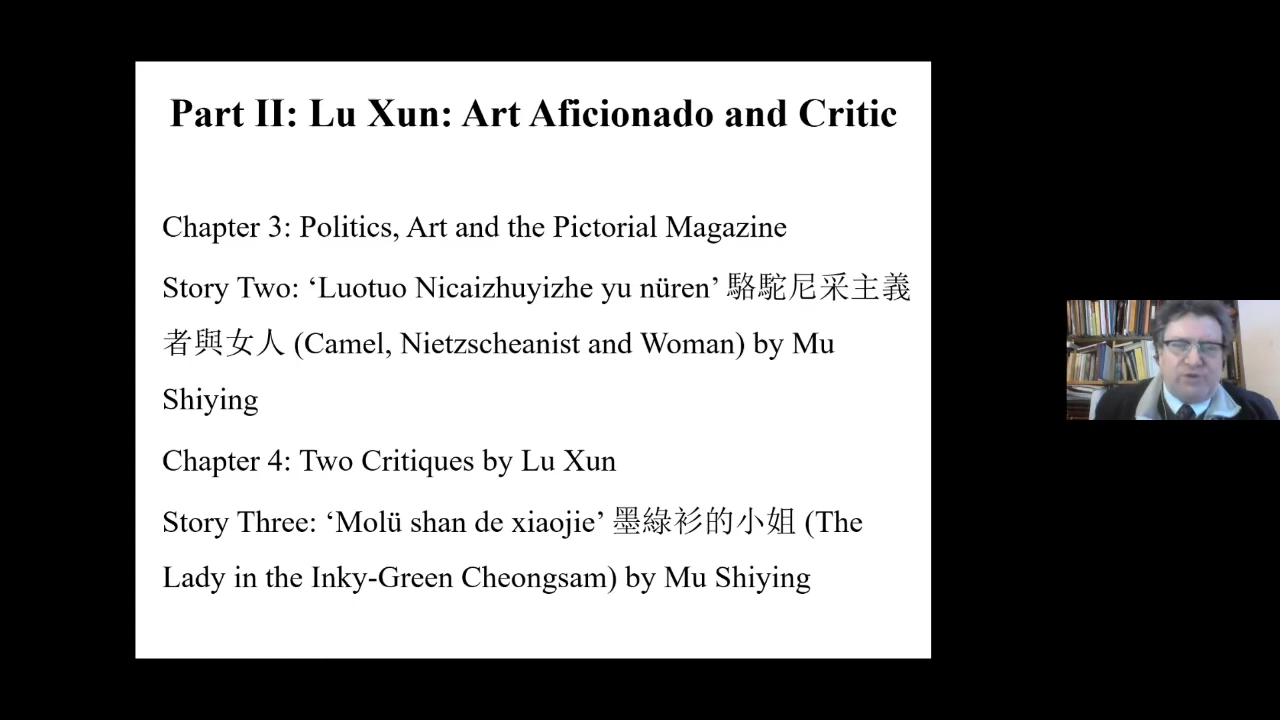 Part II: Lu Xun: Art Aficionado and Critic
Chapter 3: Politics, Art and the Pictorial Magazine
Story Two: ‘Luotuo Nicaizhuyizhe yu nüren’ 駱駝尼采主義
者與女人 (Camel, Nietzscheanist and Woman) by Mu
Shiying
Chapter 4: Two Critiques by Lu Xun
Story Three: ‘Molü shan de xiaojie’ 墨綠衫的小姐 (The
Lady in the Inky-Green Cheongsam) by Mu Shiying